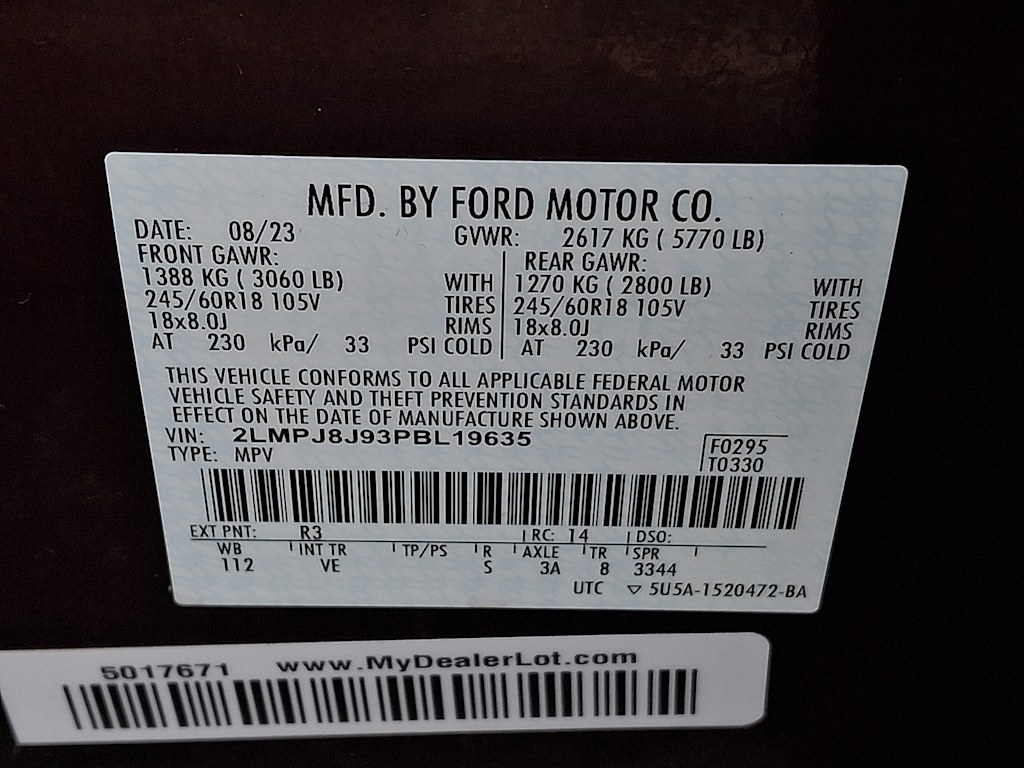 MFD. BY FORD MOTOR CO.
DATE: 08/23 GVWR: 2617 KG ( 5770 LB)
FRONT GAWR: REAR GAWR:
1388 KG ( 3060 LB) WITH 1270 KG ( 2800 LB) WITH
245/60R18 105V TIRES 245/60R18 105V TIRES
18x8.0J RIMS 18x8.0J RIMS
AT 230 kPa/ 33 PSI COLD AT 230 kPa/ 33 PSI COLD
THIS VEHICLE CONFORMS TO ALL APPLICABLE FEDERAL MOTOR
VEHICLE SAFETY AND THEFT PREVENTION STANDARDS IN
EFFECT ON THE DATE OF MANUFACTURE SHOWN ABOVE.
VIN: 2LMPJ8J93PBL19635 F0295
TYPE: MPV T0330
EXT PNT: R3 RC: 14 DSO:
WB INT TR TP/PS R AXLE TR SPR
112 VE S 3A 8 3344
UTC ▽ 5U5A-1520472-BA
5017671 www.MyDealerLot.com